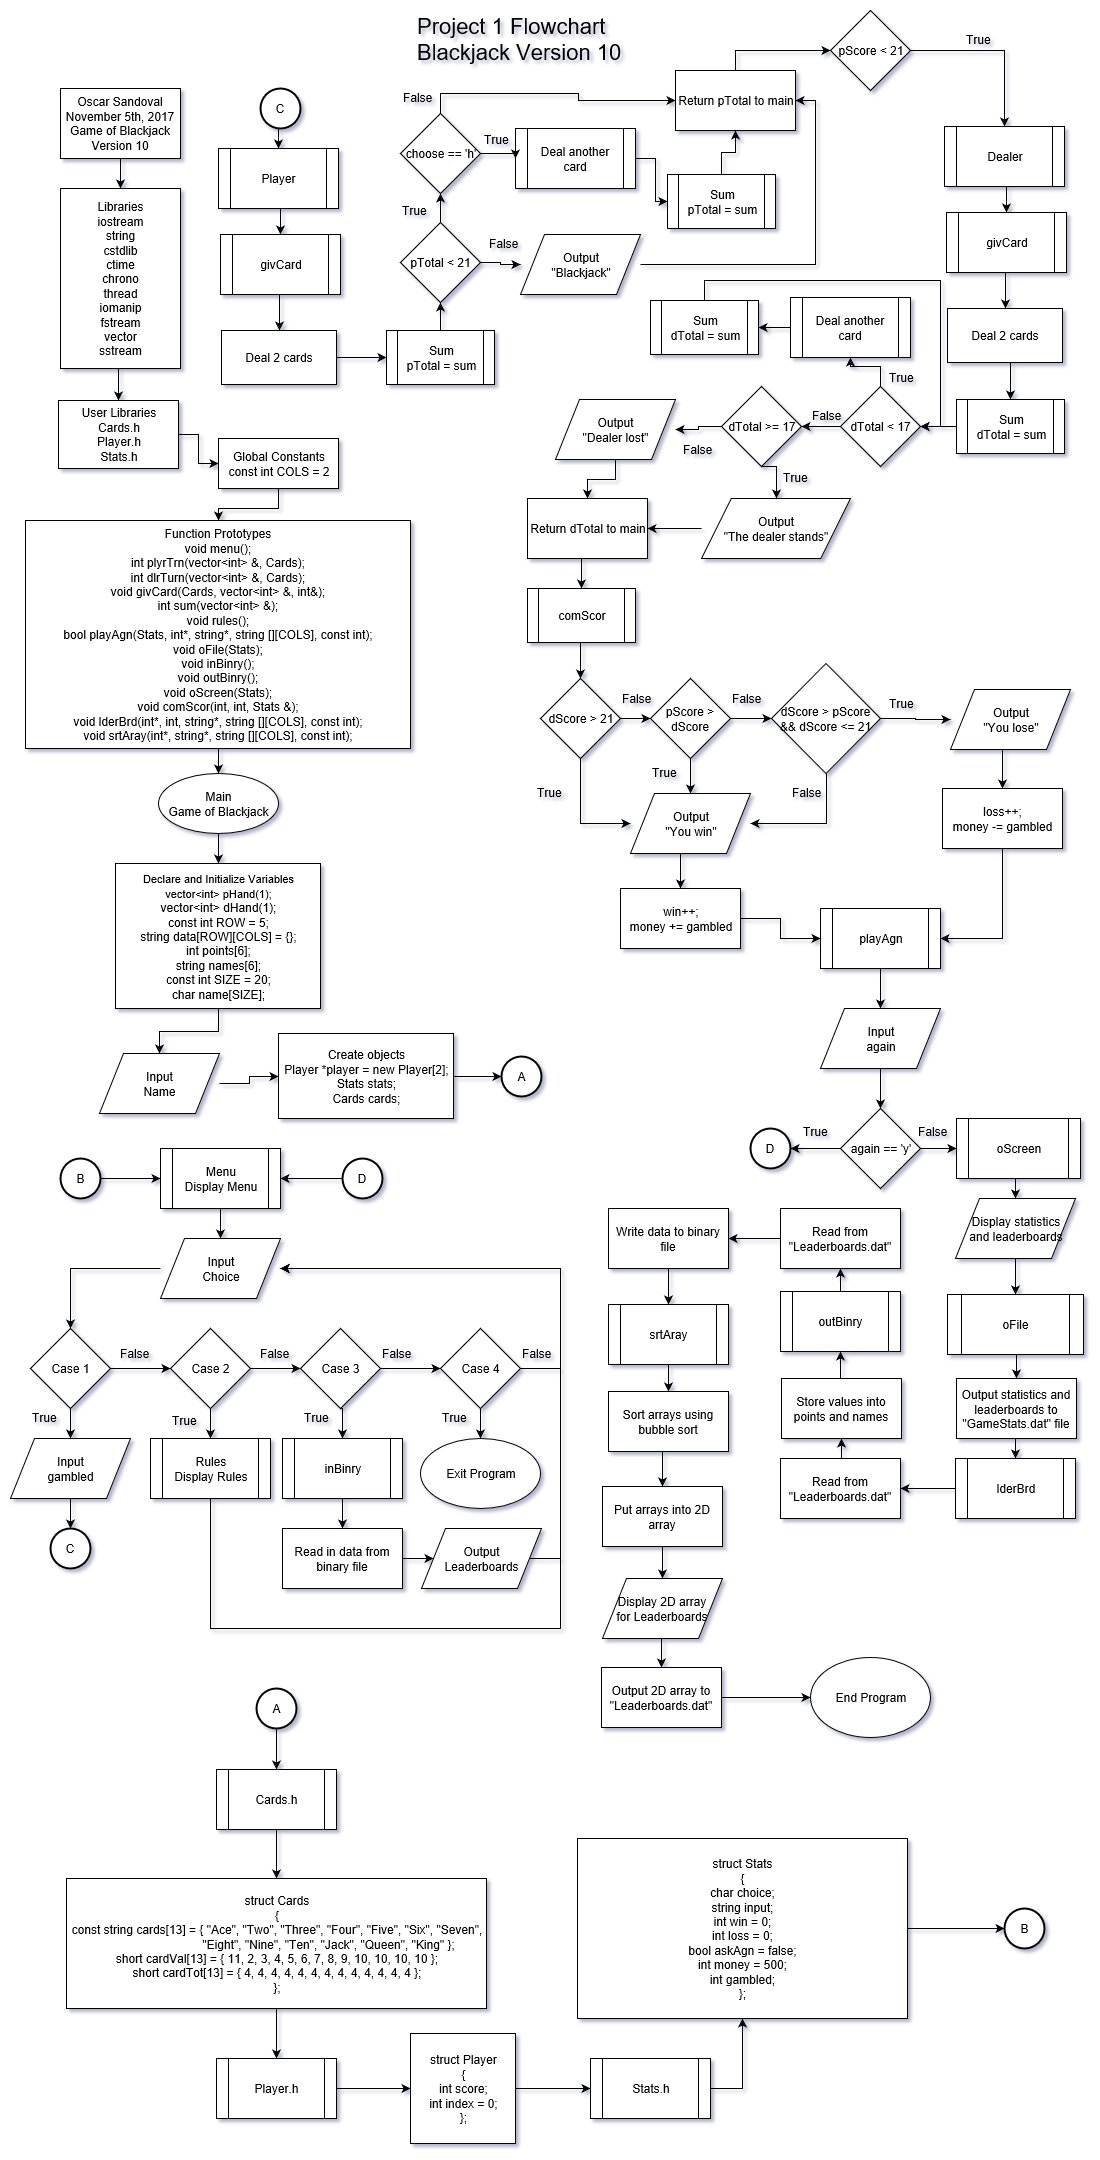 Project 1 Flowchart
Blackjack Version 10
Oscar Sandoval
November 5th, 2017
Game of Blackjack
Version 10
Libraries
iostream
string
cstdlib
ctime
chrono
thread
iomanip
fstream
vector
sstream
User Libraries
Cards.h
Player.h
Stats.h
Global Constants
const int COLS = 2
Function Prototypes
void menu();
int plyrTrn(vector<int> &, Cards);
int dlrTurn(vector<int> &, Cards);
void givCard(Cards, vector<int> &, int&);
int sum(vector<int> &);
void rules();
bool playAgn(Stats, int*, string*, string [][COLS], const int);
void oFile(Stats);
void inBinry();
void outBinry();
void oScreen(Stats);
void comScor(int, int, Stats &);
void lderBrd(int*, int, string*, string [][COLS], const int);
void srtAray(int*, string*, string [][COLS], const int);
Main
Game of Blackjack
Declare and Initialize Variables
vector<int> pHand(1);
vector<int> dHand(1);
const int ROW = 5;
string data[ROW][COLS] = {};
int points[6];
string names[6];
const int SIZE = 20;
char name[SIZE];
Input
Name
Create objects
Player *player = new Player[2];
Stats stats;
Cards cards;
A
C
Player
givCard
Deal 2 cards
Sum
pTotal = sum
pTotal < 21
True
False
Output
"Blackjack"
choose == 'h'
False
True
Deal another
card
Sum
pTotal = sum
Return pTotal to main
pScore < 21
True
Dealer
givCard
Deal 2 cards
Sum
dTotal = sum
dTotal < 17
True
False
Deal another
card
Sum
dTotal = sum
dTotal >= 17
False
True
Output
"Dealer lost"
Output
"The dealer stands"
Return dTotal to main
comScor
dScore > 21
False
True
pScore >
dScore
False
True
dScore > pScore
&& dScore <= 21
True
False
Output
"You lose"
Output
"You win"
loss++;
money -= gambled
win++;
money += gambled
playAgn
Input
again
again == 'y'
True
False
D
oScreen
Display statistics
and leaderboards
oFile
Output statistics and
leaderboards to
"GameStats.dat" file
lderBrd
Read from
"Leaderboards.dat"
Store values into
points and names
outBinry
Read from
"Leaderboards.dat"
Write data to binary
file
srtAray
Sort arrays using
bubble sort
Put arrays into 2D
array
Display 2D array
for Leaderboards
Output 2D array to
"Leaderboards.dat"
End Program
B
Menu
Display Menu
D
Input
Choice
Case 1
False
True
Case 2
False
True
Case 3
False
True
Case 4
False
True
Input
gambled
C
Rules
Display Rules
inBinry
Read in data from
binary file
Output
Leaderboards
Exit Program
A
Cards.h
struct Cards
{
const string cards[13] = { "Ace", "Two", "Three", "Four", "Five", "Six", "Seven",
"Eight", "Nine", "Ten", "Jack", "Queen", "King" };
short cardVal[13] = { 11, 2, 3, 4, 5, 6, 7, 8, 9, 10, 10, 10, 10 };
short cardTot[13] = { 4, 4, 4, 4, 4, 4, 4, 4, 4, 4, 4, 4, 4 };
};
Player.h
struct Player
{
int score;
int index = 0;
};
Stats.h
struct Stats
{
char choice;
string input;
int win = 0;
int loss = 0;
bool askAgn = false;
int money = 500;
int gambled;
};
B